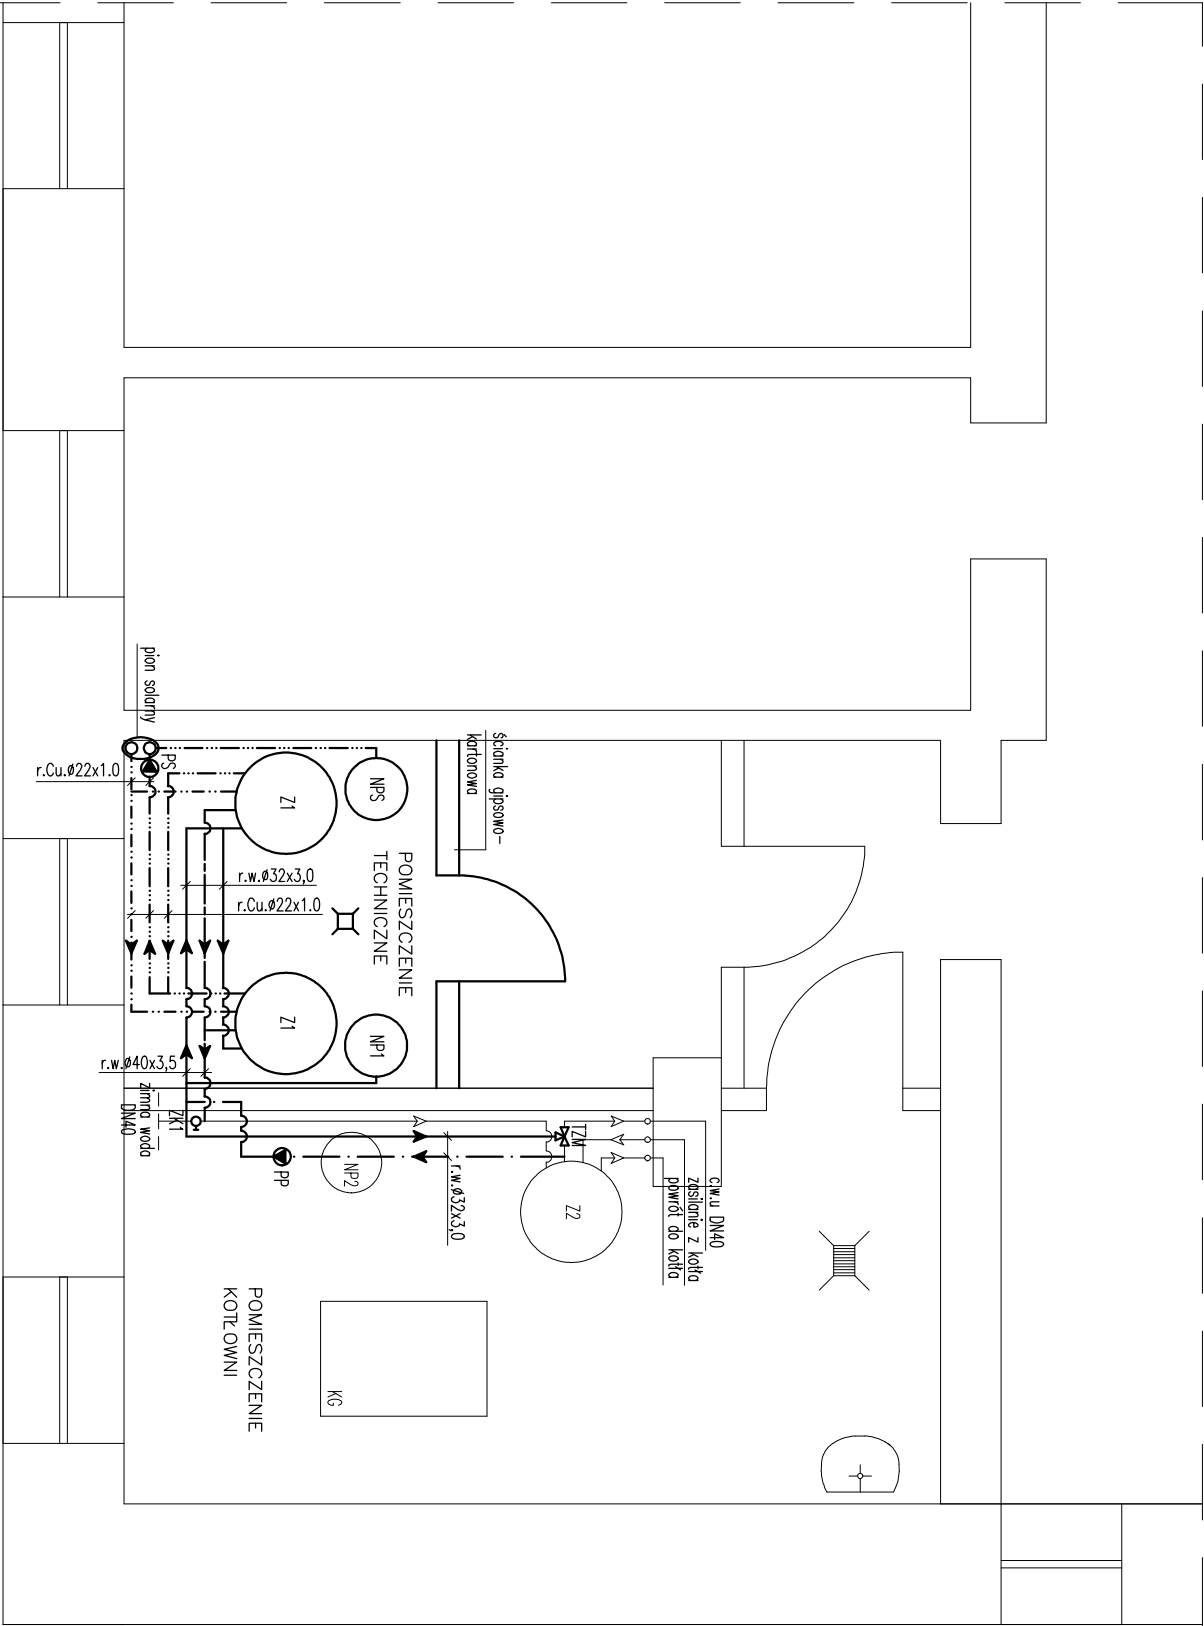 pion solarny
PS
r.Cu.ø22x1.0
Z1
NPS
ścianka gipsowo-
kartonowa
POMIESZCZENIE
TECHNICZNE
r.w.ø32x3,0
r.Cu.ø22x1.0
Z1
NP1
r.w.ø40x3,5
zimna woda
DN40
ZK1
PP
NP2
r.w.ø32x3,0
TZM
Z2
c.w.u DN40
zasilanie z kotła
powrót do kotła
POMIESZCZENIE
KOTŁOWNI
KG